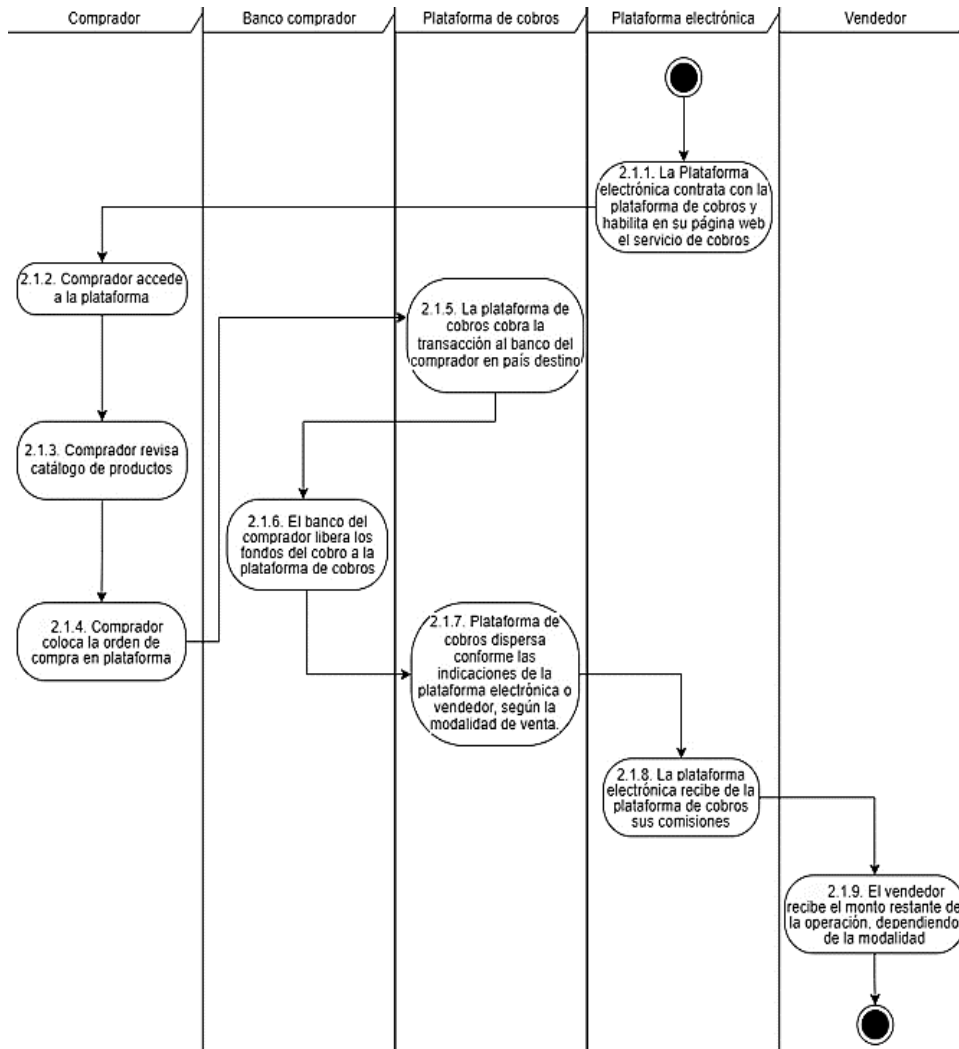 Comprador
Banco comprador
Plataforma de cobros
Plataforma electrónica
Vendedor
2.1.1. La Plataforma
electrónica contrata con la
plataforma de cobros y
habilita en su página web
el servicio de cobros
2.1.2. Comprador accede
a la plataforma
2.1.3. Comprador revisa
catálogo de productos
2.1.4. Comprador
coloca la orden de
compra en plataforma
2.1.5. La plataforma de
cobros cobra la
transacción al banco del
comprador en país destino
2.1.6. El banco del
comprador libera los
fondos del cobro a la
plataforma de cobros
2.1.7. Plataforma de
cobros dispersa
conforme las
indicaciones de la
plataforma electrónica o
vendedor, según la
modalidad de venta.
2.1.8. La plataforma
electrónica recibe de la
plataforma de cobros
sus comisiones
2.1.9. El vendedor
recibe el monto restante de
la operación, dependiendo
de la modalidad